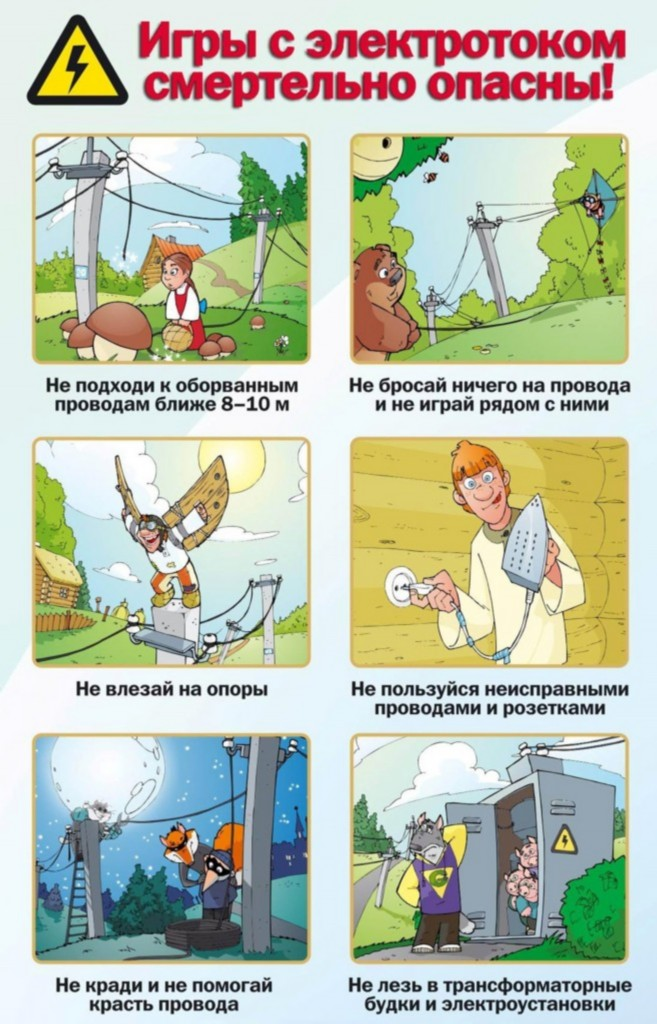 Игры с электротоком
смертельно опасны!
Не подходи к оборванным
проводам ближе 8–10 м
Не бросай ничего на провода
и не играй рядом с ними
Не влезай на опоры
Не пользуйся неисправными
проводами и розетками
Не кради и не помогай
красть провода
Не лезь в трансформаторные
будки и электроустановки